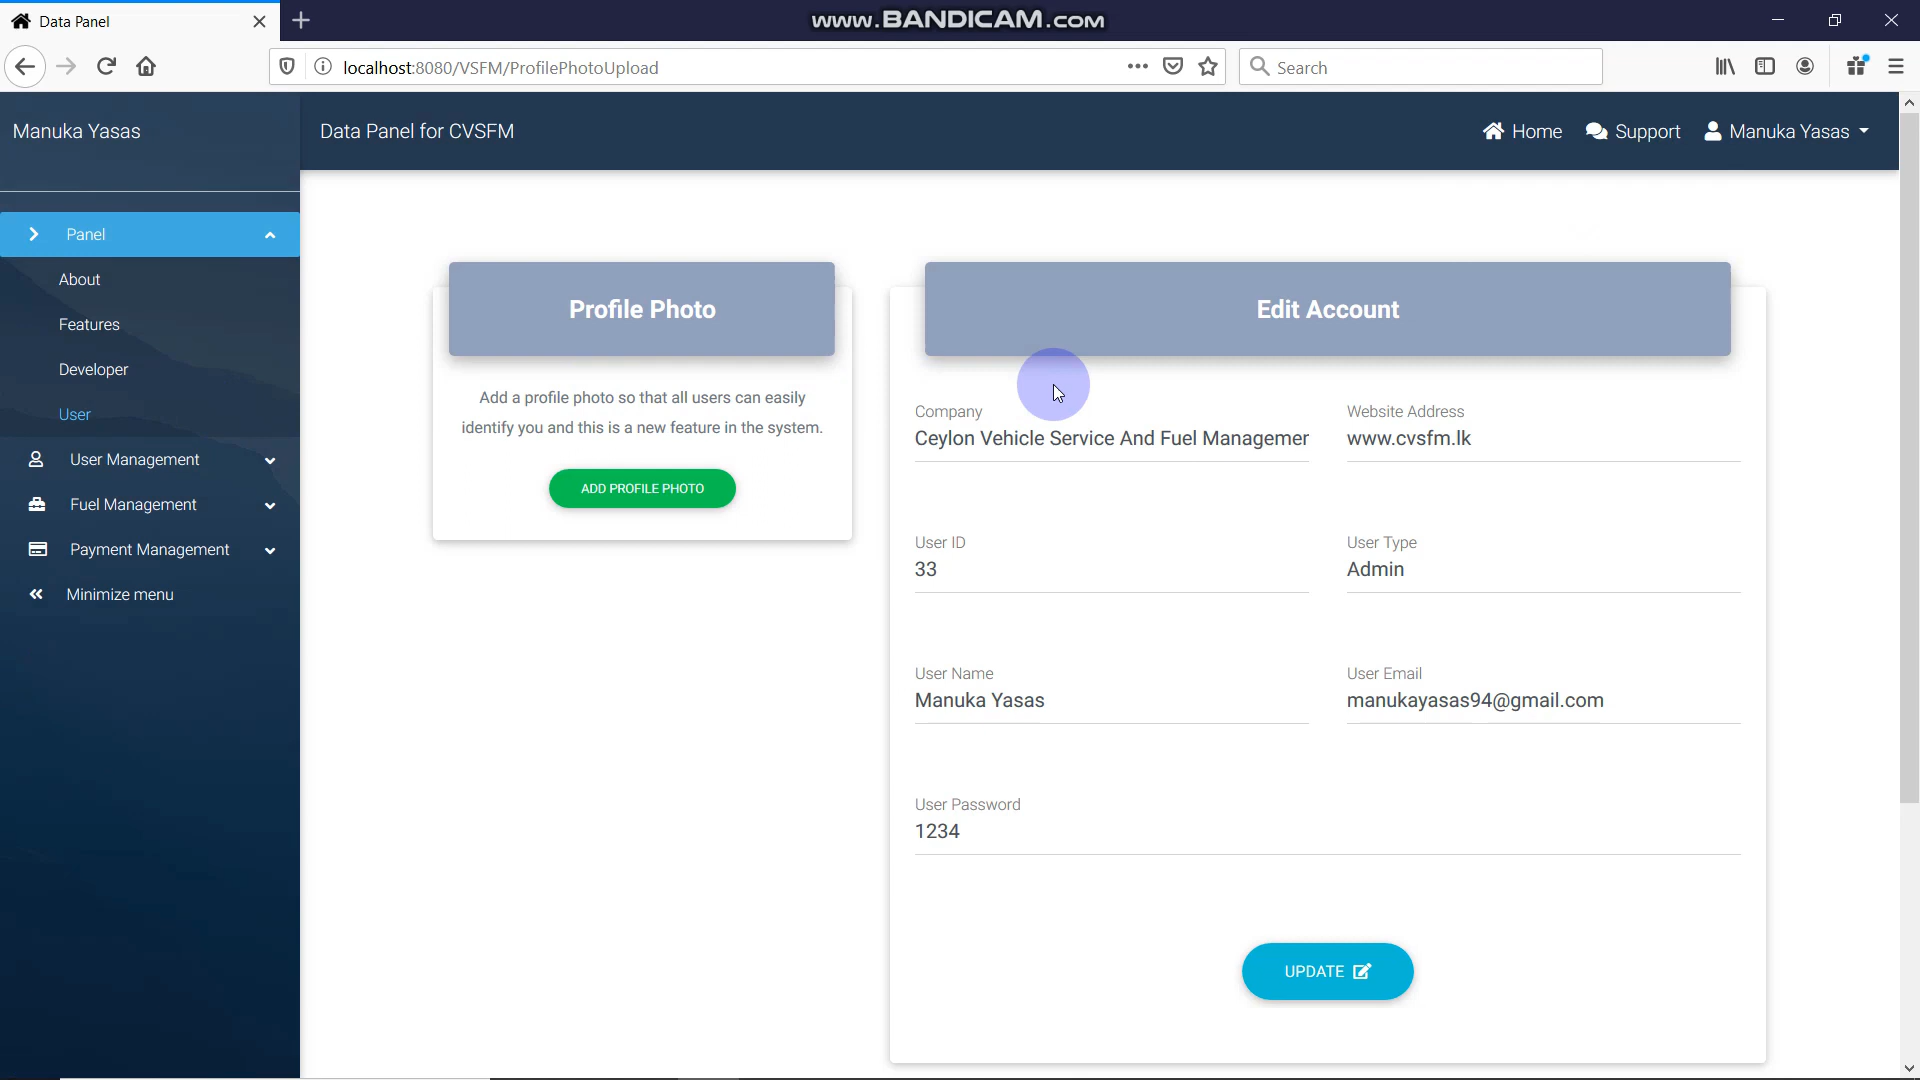 Data Panel
www.BANDICAM.com
localhost:8080/VSFM/ProfilePhotoUpload
Search
Manuka Yasas
Data Panel for CVSFM
Home
Support
Manuka Yasas
Panel
About
Features
Developer
User
User Management
Fuel Management
Payment Management
Minimize menu
Profile Photo
Add a profile photo so that all users can easily
identify you and this is a new feature in the system.
ADD PROFILE PHOTO
Edit Account
Company
Ceylon Vehicle Service And Fuel Managemer
Website Address
www.cvsfm.lk
User ID
33
User Type
Admin
User Name
Manuka Yasas
User Email
manukayasas94@gmail.com
User Password
1234
UPDATE